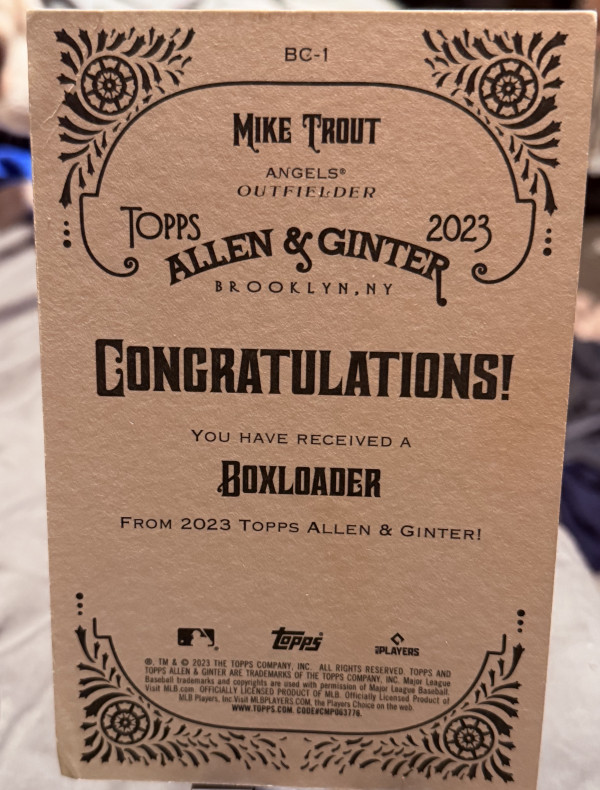 BC-1
MIKE TROUT
ANGELS®
OUTFIELDER
TOPPS 2023
ALLEN & GINTER
BROOKLYN, NY
CONGRATULATIONS!
YOU HAVE RECEIVED A
BOXLOADER
FROM 2023 TOPPS ALLEN & GINTER!
topps® PLAYERS
®, TM & © 2023 THE TOPPS COMPANY, INC. ALL RIGHTS RESERVED. TOPPS AND
TOPPS ALLEN & GINTER ARE TRADEMARKS OF THE TOPPS COMPANY, INC. Major League
Baseball trademarks and copyrights are used with permission of Major League Baseball.
Visit MLB.com. OFFICIALLY LICENSED PRODUCT OF MLB. Officially Licensed Product of
MLB Players, Inc. Visit MLBPLAYERS.COM, the Players Choice on the web.
WWW.TOPPS.COM. CODE#CMP063776.